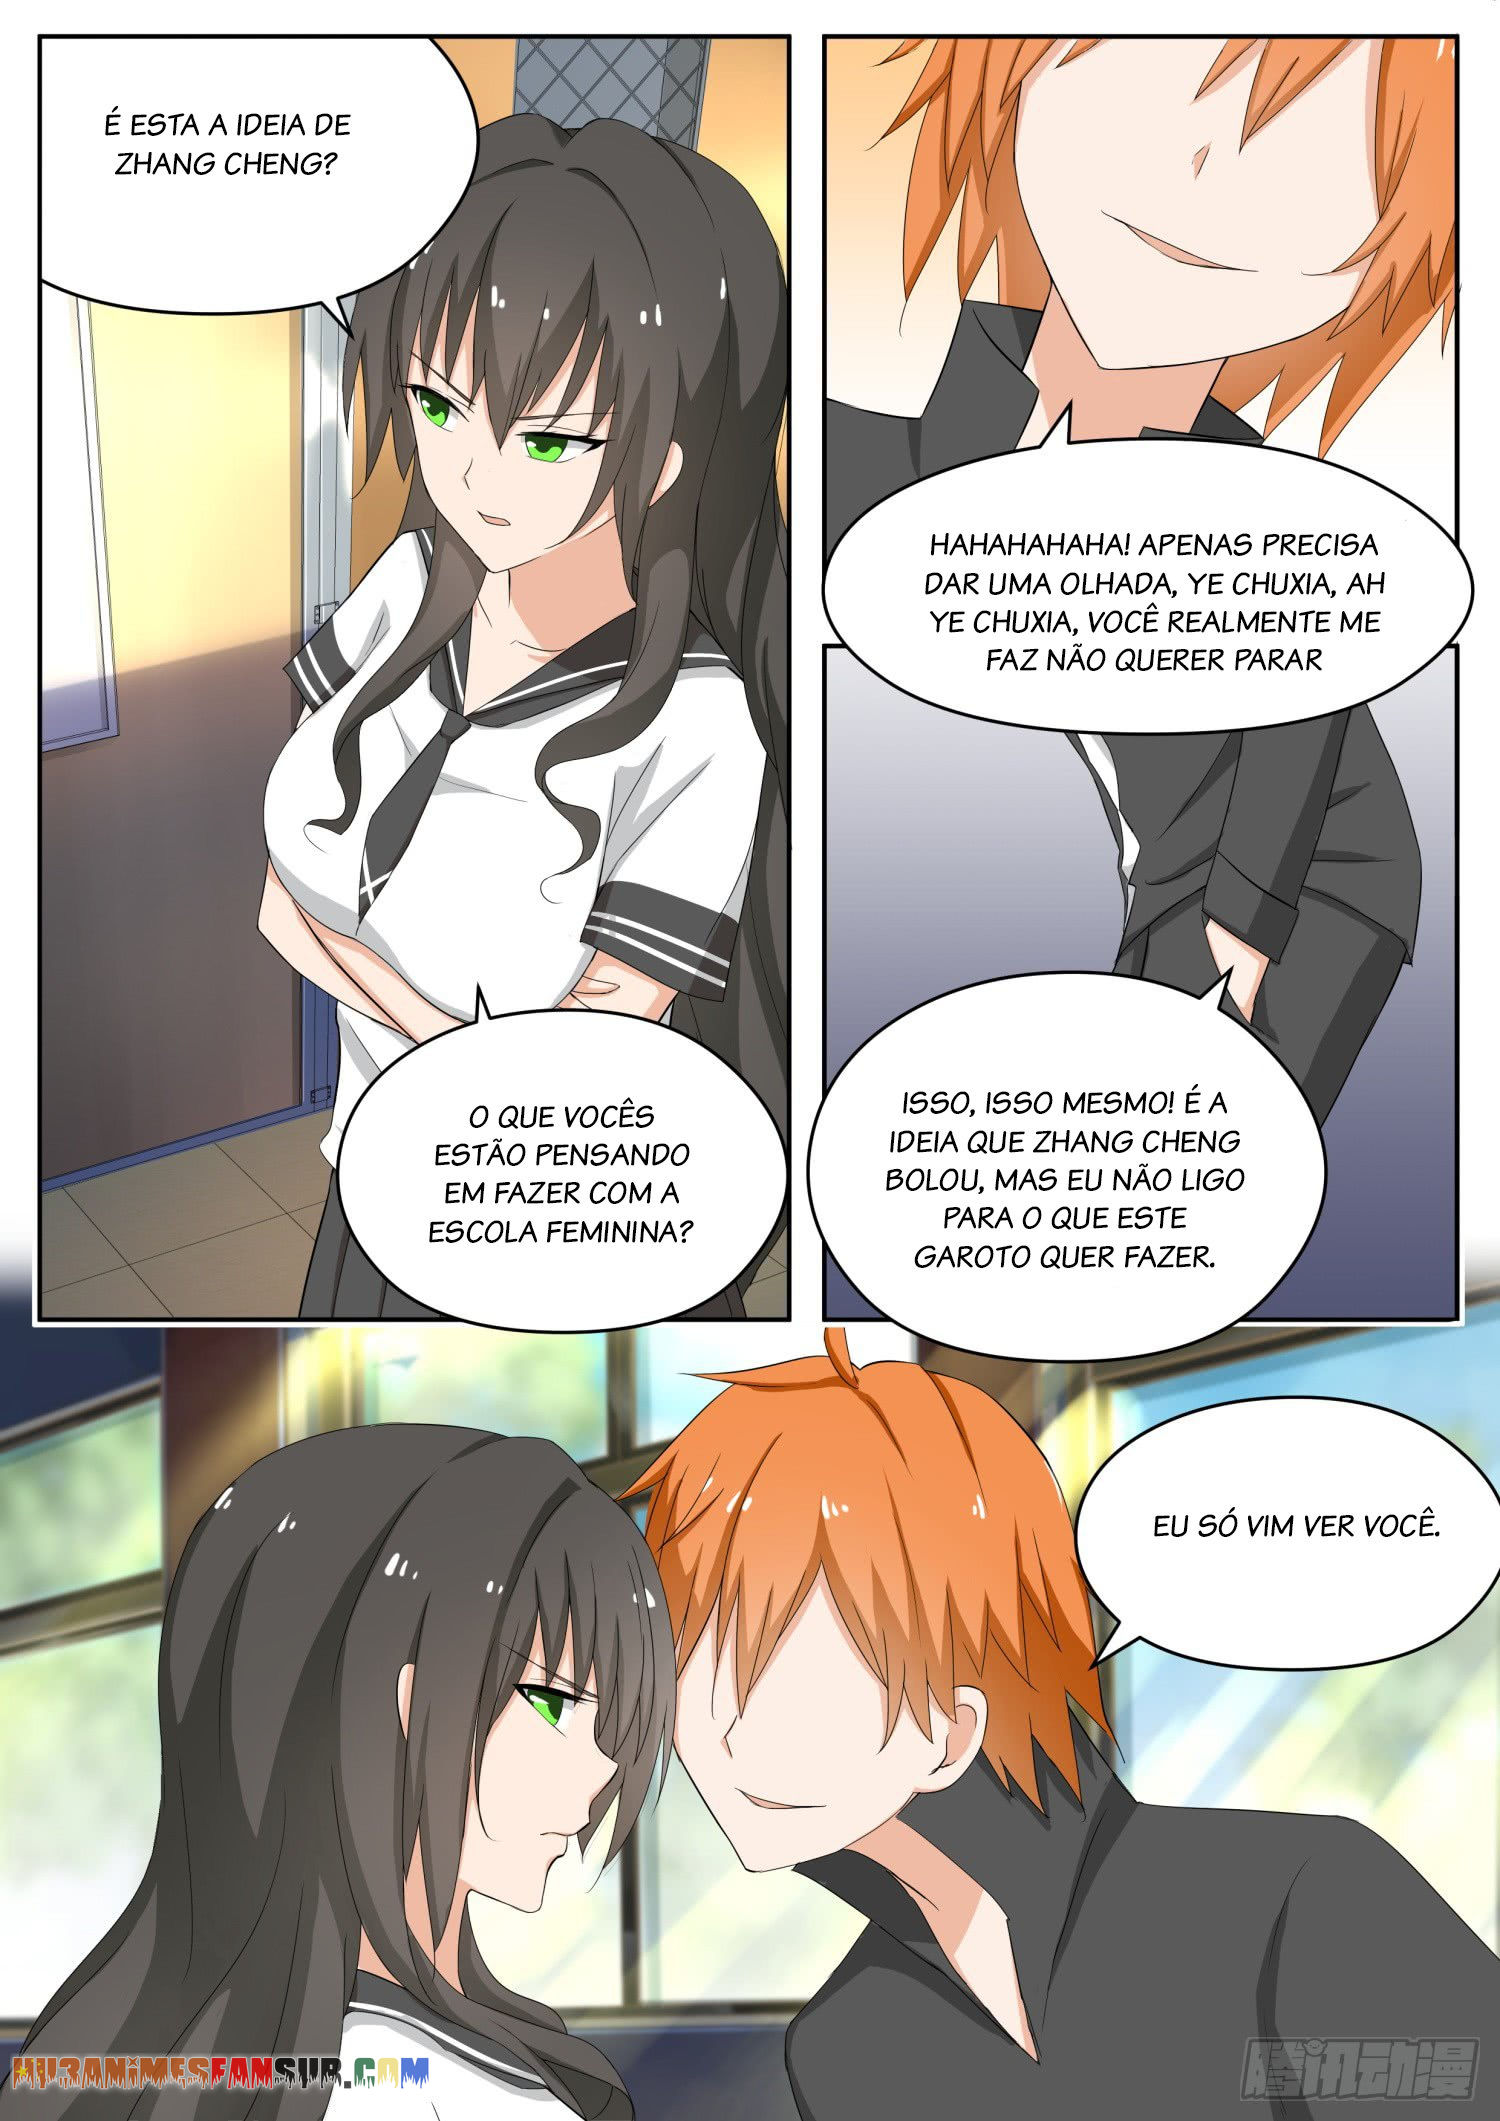 É ESTA A IDEIA DE
ZHANG CHENG?
HAHAHAHAHA! APENAS PRECISA
DAR UMA OLHADA, YE CHUXIA, AH
YE CHUXIA, VOCÊ REALMENTE ME
FAZ NÃO QUERER PARAR
O QUE VOCÊS
ESTÃO PENSANDO
EM FAZER COM A
ESCOLA FEMININA?
ISSO, ISSO MESMO! É A
IDEIA QUE ZHANG CHENG
BOLOU, MAS EU NÃO LIGO
PARA O QUE ESTE
GAROTO QUER FAZER.
EU SÓ VIM VER VOCÊ.
HU3ANIMESFANSUB.COM
腾讯动漫